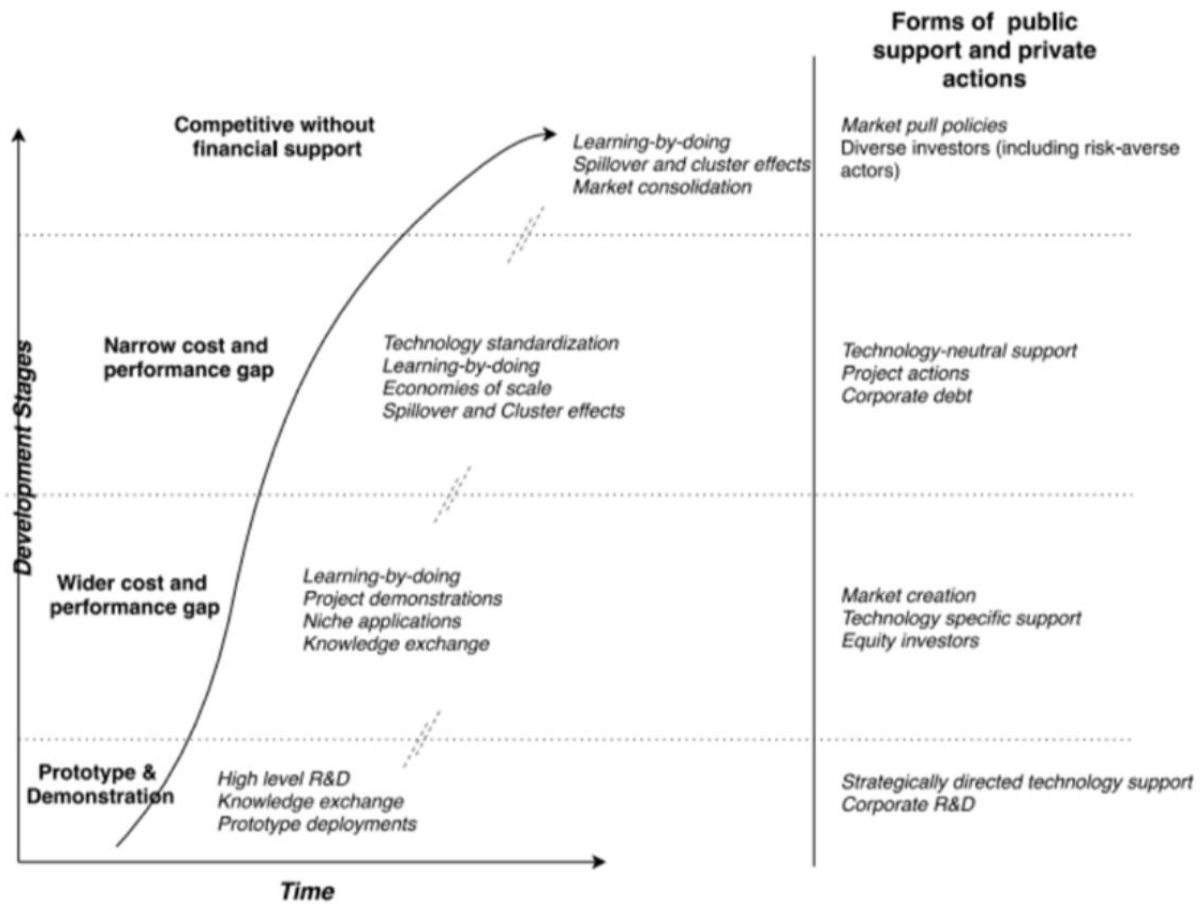 Forms of public
support and private
actions
Competitive without
financial support
Learning-by-doing
Spillover and cluster effects
Market consolidation
Market pull policies
Diverse investors (including risk-averse
actors)
Development Stages
Narrow cost and
performance gap
Technology standardization
Learning-by-doing
Economies of scale
Spillover and Cluster effects
Technology-neutral support
Project actions
Corporate debt
Wider cost and
performance gap
Learning-by-doing
Project demonstrations
Niche applications
Knowledge exchange
Market creation
Technology specific support
Equity investors
Prototype &
Demonstration
High level R&D
Knowledge exchange
Prototype deployments
Strategically directed technology support
Corporate R&D
Time